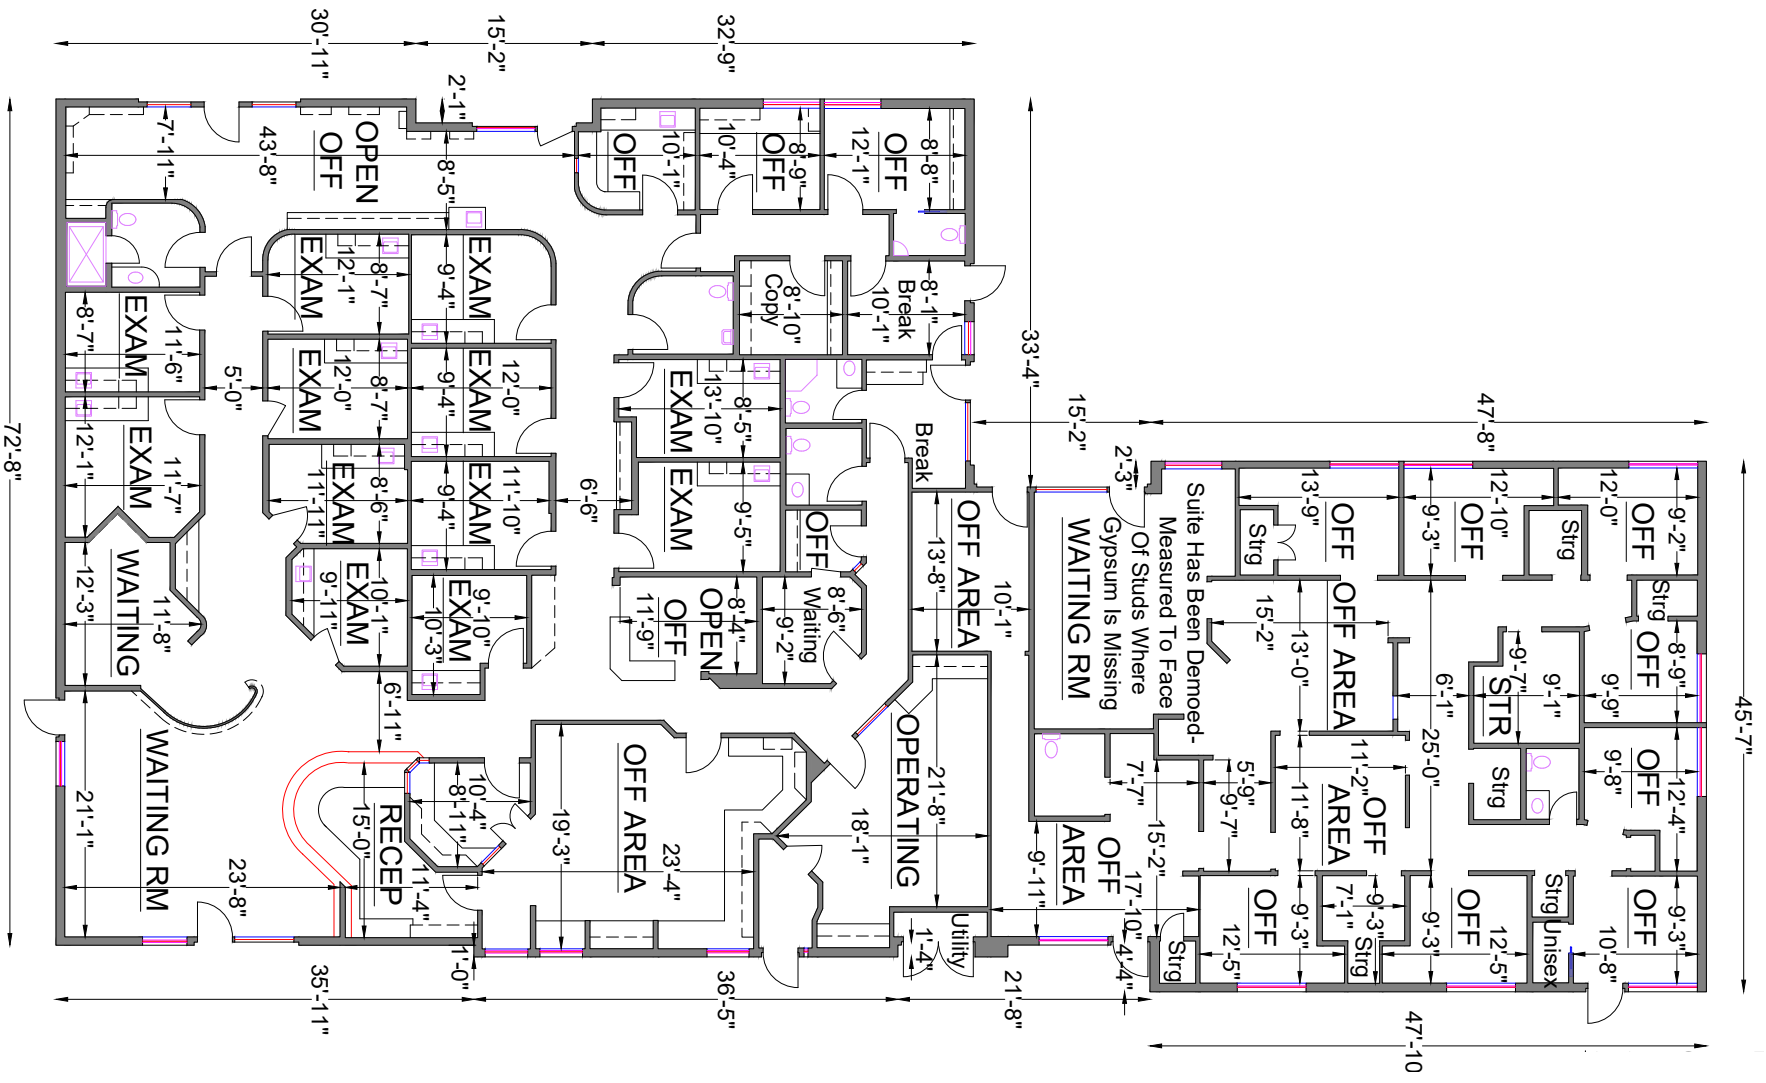 30'-11"
15'-2"
32'-9"
2'-1"
7'-11"
43'-8"
OPEN
OFF
8'-5"
OFF
10'-1"
10'-4"
OFF
8'-9"
12'-1"
OFF
8'-8"
33'-4"
15'-2"
47'-8"
2'-3"
72'-8"
45'-7"
EXAM
12'-1"
8'-7"
EXAM
9'-4"
EXAM
8'-7"
11'-6"
5'-0"
EXAM
12'-0"
8'-7"
EXAM
9'-4"
12'-0"
EXAM
12'-1"
11'-7"
EXAM
11'-11"
8'-6"
EXAM
9'-4"
11'-10"
6'-6"
Copy
8'-10"
Break
10'-1"
8'-1"
EXAM
13'-10"
8'-5"
EXAM
9'-5"
Break
OFF
WAITING
12'-3"
11'-8"
EXAM
9'-11"
10'-1"
EXAM
10'-3"
9'-10"
OPEN
OFF
11'-9"
8'-4"
Waiting
9'-2"
8'-6"
OFF AREA
13'-8"
10'-1"
WAITING RM
Suite Has Been Demoed-
Measured To Face
Of Studs Where
Gypsum Is Missing
OFF
13'-9"
Strg
OFF
9'-3"
12'-10"
Strg
12'-0"
OFF
9'-2"
Strg
OFF
8'-9"
9'-9"
OFF AREA
15'-2"
13'-0"
6'-1"
STR
9'-7"
9'-1"
25'-0"
Strg
OFF
9'-8"
12'-4"
OFF
AREA
11'-2"
11'-8"
5'-9"
9'-7"
7'-7"
15'-2"
OFF
AREA
9'-11"
17'-10"
4'-4"
Strg
OFF
9'-3"
12'-5"
7'-1"
9'-3"
Strg
OFF
9'-3"
12'-5"
Strg
Unisex
OFF
9'-3"
10'-8"
WAITING RM
21'-1"
23'-8"
6'-11"
RECEP
15'-0"
11'-4"
10'-4"
8'-11"
OFF AREA
19'-3"
23'-4"
OPERATING
21'-8"
18'-1"
Utility
1'-4"
1'-0"
35'-11"
36'-5"
21'-8"
47'-10